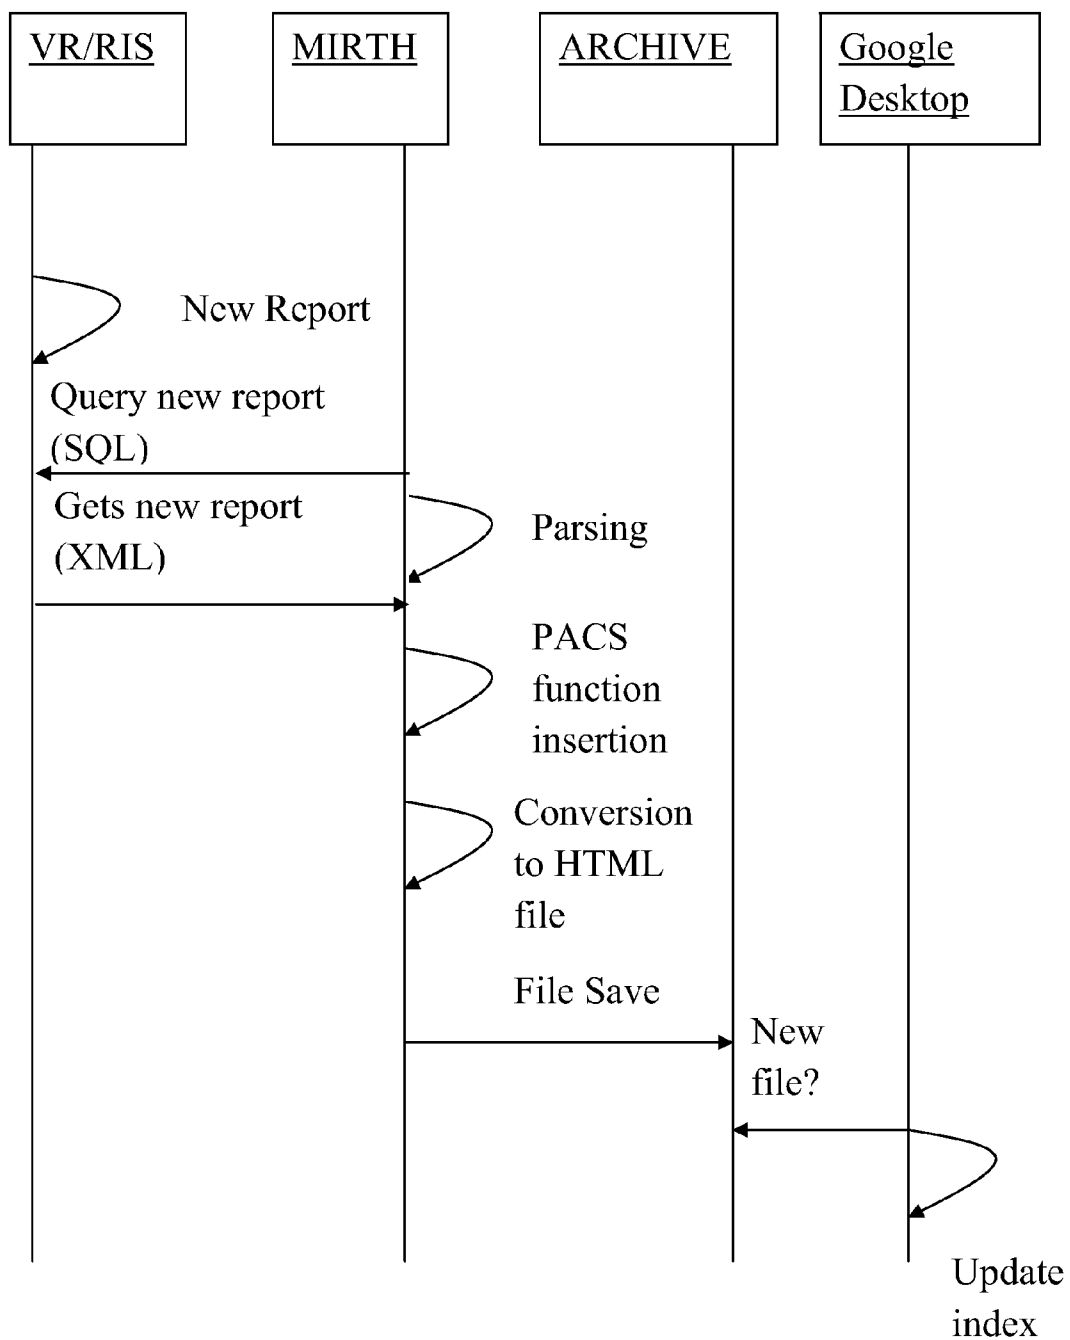 VR/RIS
MIRTH
ARCHIVE
Google
Desktop
New Report
Query new report
(SQL)
Gets new report
(XML)
Parsing
PACS
function
insertion
Conversion
to HTML
file
File Save
New
file?
Update
index